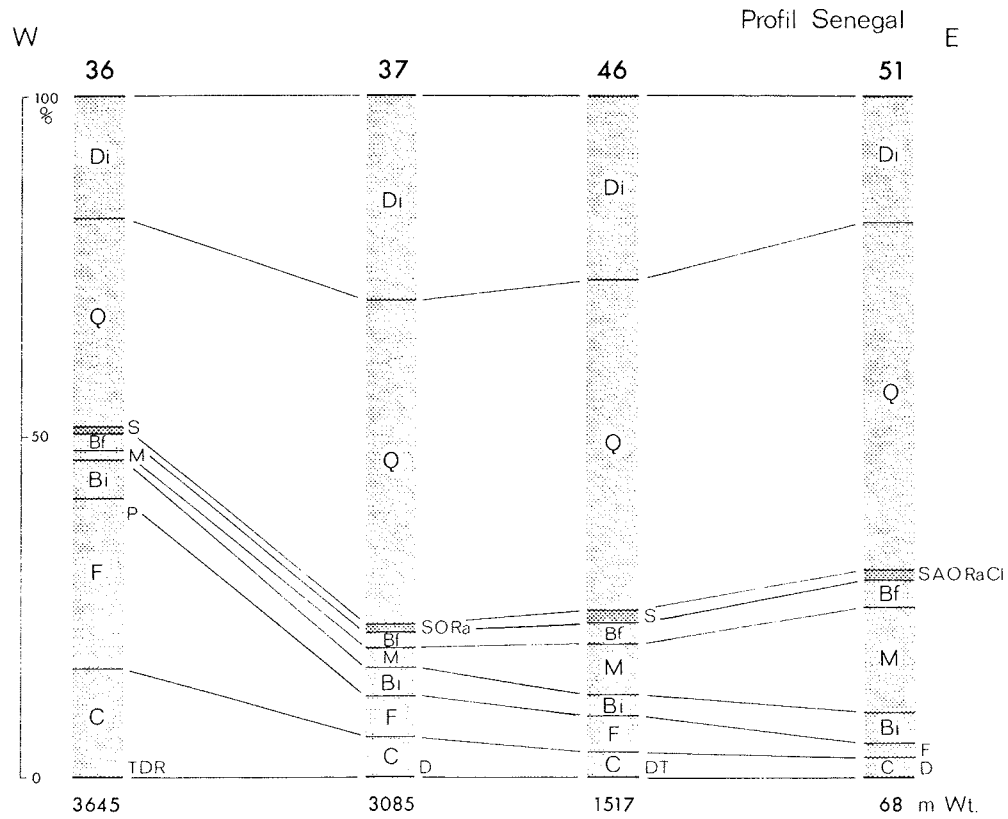 Profil Senegal
W E
36 37 46 51
100
%
Di Di Di Di
Q Q Q Q
50
S
Bf
M
Bi
P
F
C
TDR
SORa
Bf
M
Bi
F
C D
S
Bf
M
Bi
F
C DT
SAORaCi
Bf
M
Bi
F
C D
0
3645 3085 1517 68 m Wt.